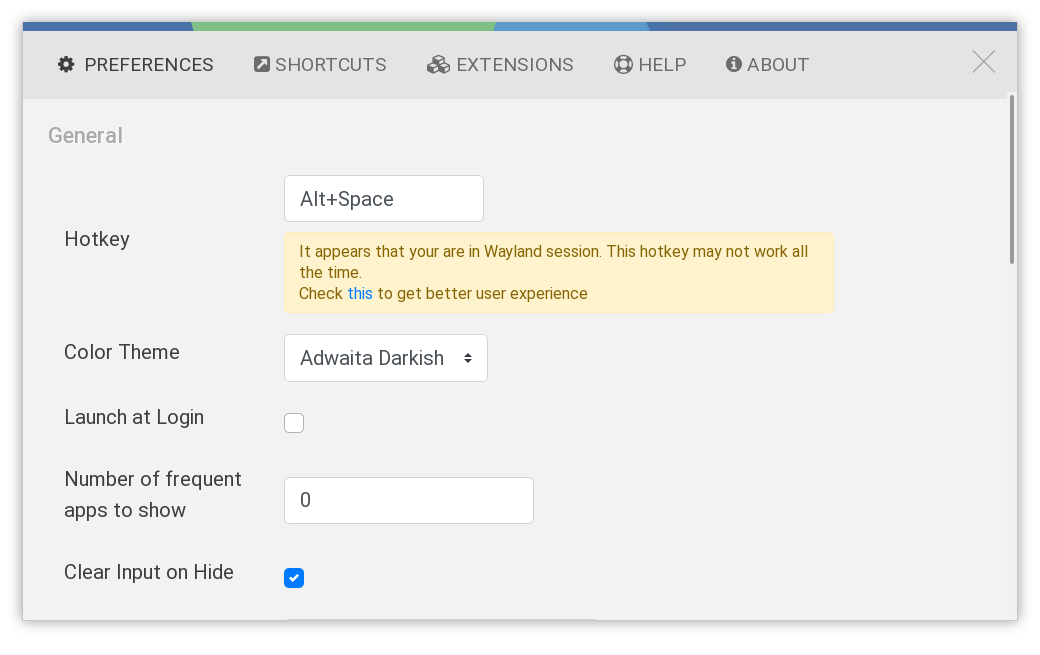 PREFERENCES SHORTCUTS EXTENSIONS HELP ABOUT
General
Hotkey
Alt+Space
It appears that your are in Wayland session. This hotkey may not work all
the time.
Check this to get better user experience
Color Theme
Adwaita Darkish
Launch at Login
Number of frequent
apps to show
0
Clear Input on Hide